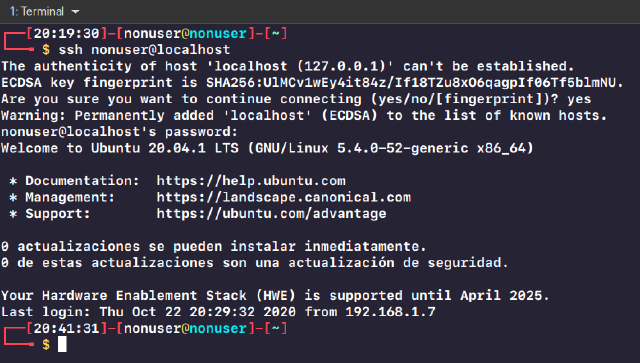 1: Terminal
[20:19:30]-[nonuser@nonuser]-[~]
$ ssh nonuser@localhost
The authenticity of host 'localhost (127.0.0.1)' can't be established.
ECDSA key fingerprint is SHA256:UlMCv1wEy4it84z/If18TZu8xO6qagpIf06Tf5blmNU.
Are you sure you want to continue connecting (yes/no/[fingerprint])? yes
Warning: Permanently added 'localhost' (ECDSA) to the list of known hosts.
nonuser@localhost's password:
Welcome to Ubuntu 20.04.1 LTS (GNU/Linux 5.4.0-52-generic x86_64)
* Documentation: https://help.ubuntu.com
* Management: https://landscape.canonical.com
* Support: https://ubuntu.com/advantage
0 actualizaciones se pueden instalar inmediatamente.
0 de estas actualizaciones son una actualización de seguridad.
Your Hardware Enablement Stack (HWE) is supported until April 2025.
Last login: Thu Oct 22 20:29:32 2020 from 192.168.1.7
[20:41:31]-[nonuser@nonuser]-[~]
$